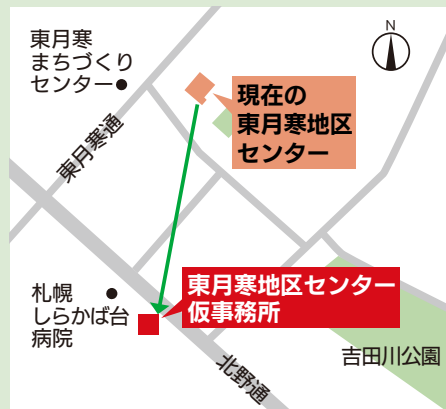 東月寒
まちづくり
センター
N
現在の
東月寒地区
センター
東月寒通
東月寒地区センター
仮事務所
札幌
しらかば台
病院
北野通
吉田川公園